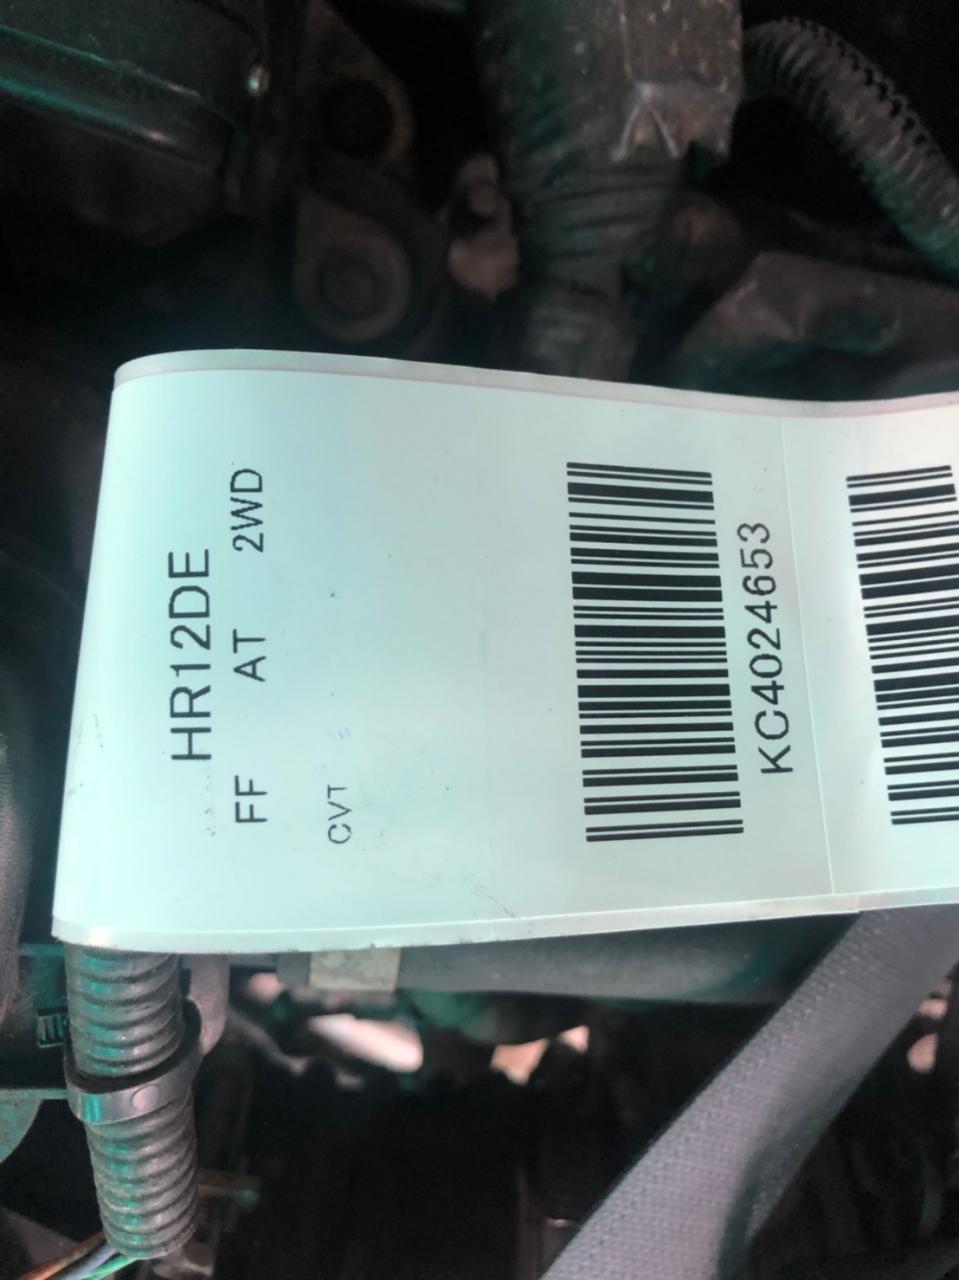 HR12DE
FF AT 2WD
CVT
KC4024653